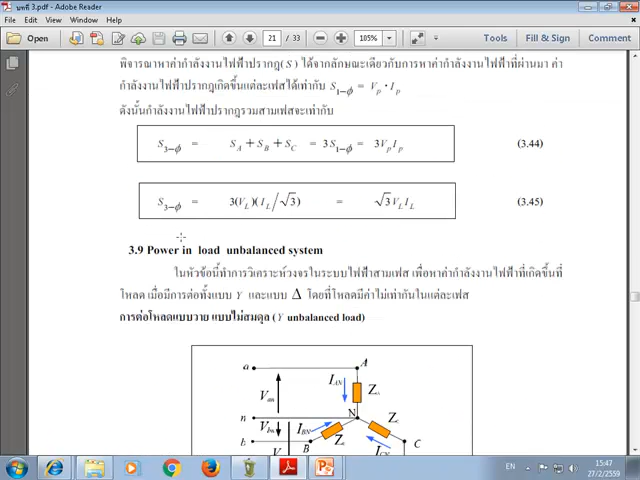 บทที่ 3.pdf - Adobe Reader
File Edit View Window Help
Open 21 / 33 185% Tools Fill & Sign Comment
พิจารณาหาค่ากำลังงานไฟฟ้าปรากฏ(S) ได้จากลักษณะเดียวกับการหาค่ากำลังงานไฟฟ้าที่ผ่านมา ค่า
กำลังงานไฟฟ้าปรากฏเกิดขึ้นแต่ละเฟสได้เท่ากับ S1-ϕ = Vp · Ip
ดังนั้นกำลังงานไฟฟ้าปรากฏรวมสามเฟสจะเท่ากับ
S3-ϕ = SA + SB + SC = 3S1-ϕ = 3VpIp (3.44)
S3-ϕ = 3(VL)(IL/√3) = √3VLIL (3.45)
3.9 Power in load unbalanced system
ในหัวข้อนี้ทำการวิเคราะห์วงจรในระบบไฟฟ้าสามเฟส เพื่อหาค่ากำลังงานไฟฟ้าที่เกิดขึ้นที่
โหลด เมื่อมีการต่อทั้งแบบ Y และแบบ Δ โดยที่โหลดมีค่าไม่เท่ากันในแต่ละเฟส
การต่อโหลดแบบวาย แบบไม่สมดุล (Y unbalanced load)
a A
IAN
Van
n N
Vbn IBN
b B C
ICN
EN 15:47
27/2/2559